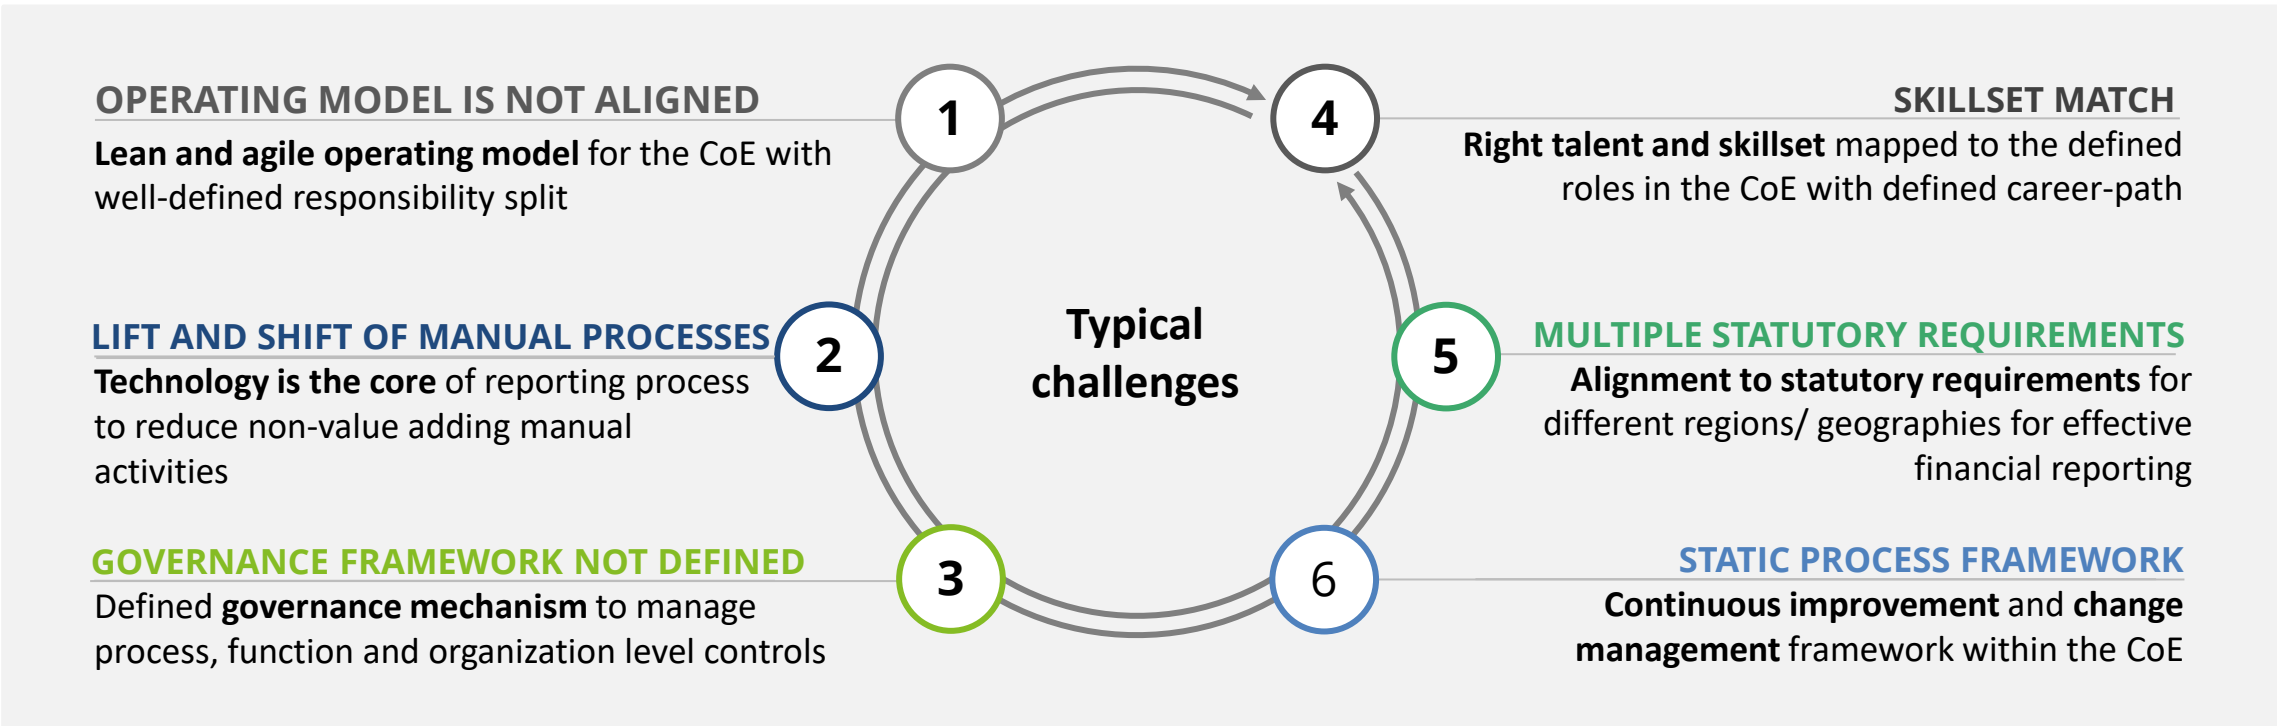 1
OPERATING MODEL IS NOT ALIGNED
Lean and agile operating model for the CoE with
well-defined responsibility split
2
LIFT AND SHIFT OF MANUAL PROCESSES
Technology is the core of reporting process
to reduce non-value adding manual
activities
3
GOVERNANCE FRAMEWORK NOT DEFINED
Defined governance mechanism to manage
process, function and organization level controls
Typical
challenges
4
SKILLSET MATCH
Right talent and skillset mapped to the defined
roles in the CoE with defined career-path
5
MULTIPLE STATUTORY REQUIREMENTS
Alignment to statutory requirements for
different regions/ geographies for effective
financial reporting
6
STATIC PROCESS FRAMEWORK
Continuous improvement and change
management framework within the CoE